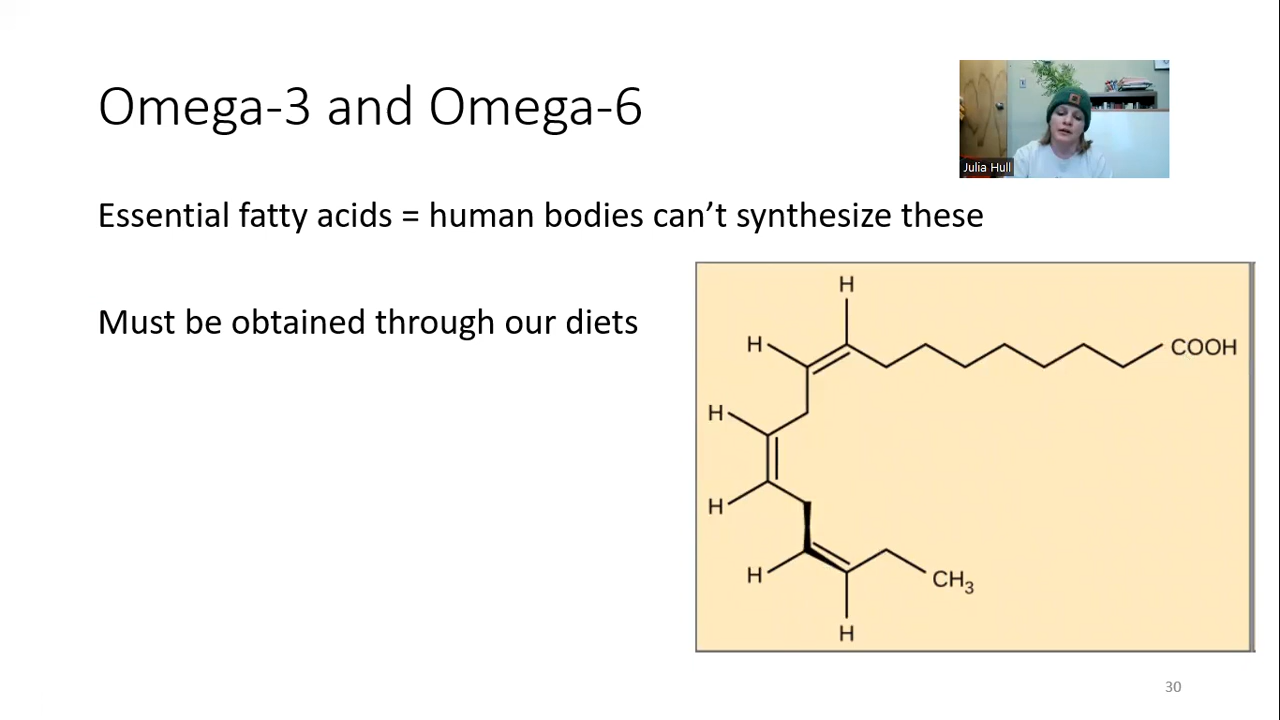 Omega-3 and Omega-6
Julia Hull
Essential fatty acids = human bodies can't synthesize these
Must be obtained through our diets
H
H
COOH
H
H
H
CH₃
H
30